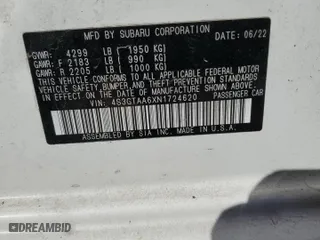 MFD BY SUBARU CORPORATION DATE: 06/22
GVWR: 4299 LB (1950 KG)
GAWR: F 2183 LB ( 990 KG)
GAWR: R 2205 LB (1000 KG)
THIS VEHICLE CONFORMS TO ALL APPLICABLE FEDERAL MOTOR
VEHICLE SAFETY, BUMPER, AND THEFT PREVENTION STANDARDS
IN EFFECT ON THE DATE OF MANUFACTURE SHOWN ABOVE.
VIN: 4S3GTAA6XN1724620 PASSENGER CAR
ASSEMBLED BY SIA INC. MADE IN U.S.A.
DREAMBID